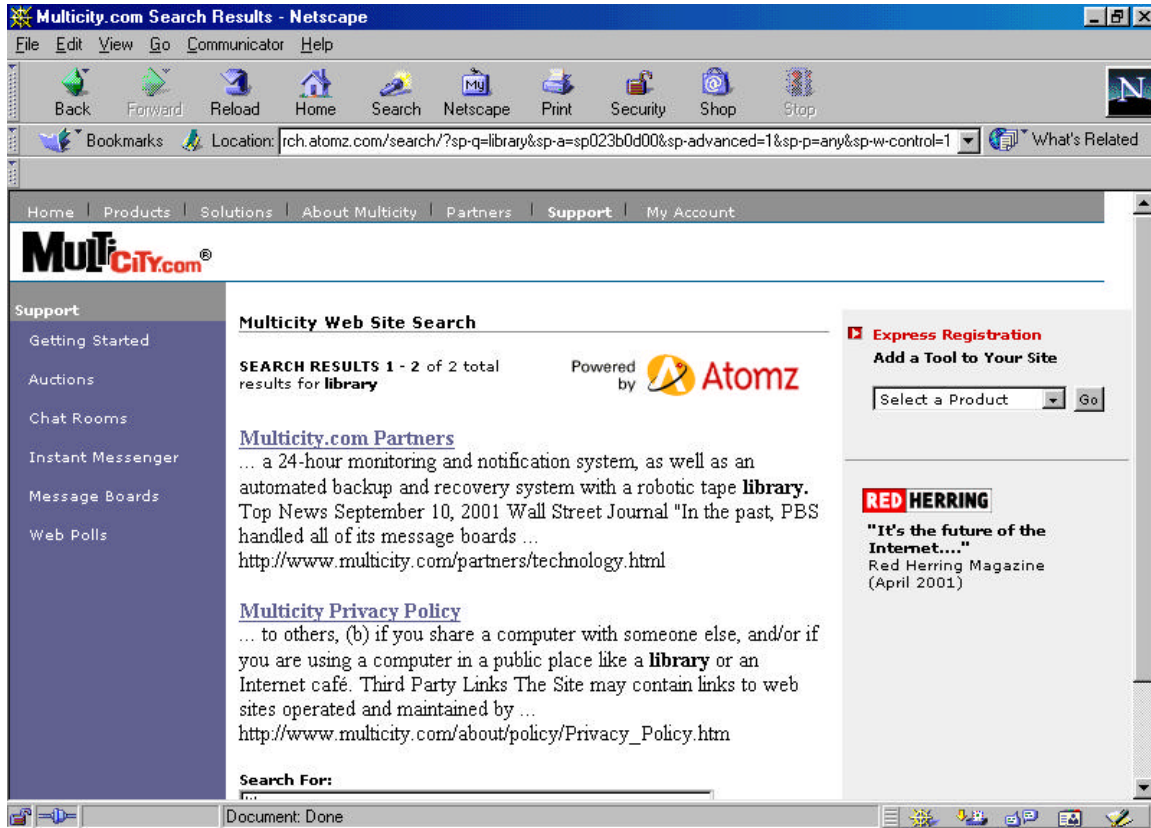 Multicity.com Search Results - Netscape
File Edit View Go Communicator Help
Back Forward Reload Home Search Netscape Print Security Shop Stop
My
N
Bookmarks Location: rch.atomz.com/search/?sp-q=library&sp-a=sp023b0d00&sp-advanced=1&sp-p=any&sp-w-control=1 What's Related
Home Products Solutions About Multicity Partners Support My Account
MulTiCiTy.com®
Support
Getting Started
Auctions
Chat Rooms
Instant Messenger
Message Boards
Web Polls
Multicity Web Site Search
SEARCH RESULTS 1 - 2 of 2 total
results for library
Powered
by Atomz
Multicity.com Partners
... a 24-hour monitoring and notification system, as well as an
automated backup and recovery system with a robotic tape library.
Top News September 10, 2001 Wall Street Journal "In the past, PBS
handled all of its message boards ...
http://www.multicity.com/partners/technology.html
Multicity Privacy Policy
... to others, (b) if you share a computer with someone else, and/or if
you are using a computer in a public place like a library or an
Internet café. Third Party Links The Site may contain links to web
sites operated and maintained by ...
http://www.multicity.com/about/policy/Privacy_Policy.htm
Search For:
Express Registration
Add a Tool to Your Site
Select a Product Go
RED HERRING
"It's the future of the
Internet...."
Red Herring Magazine
(April 2001)
Document: Done